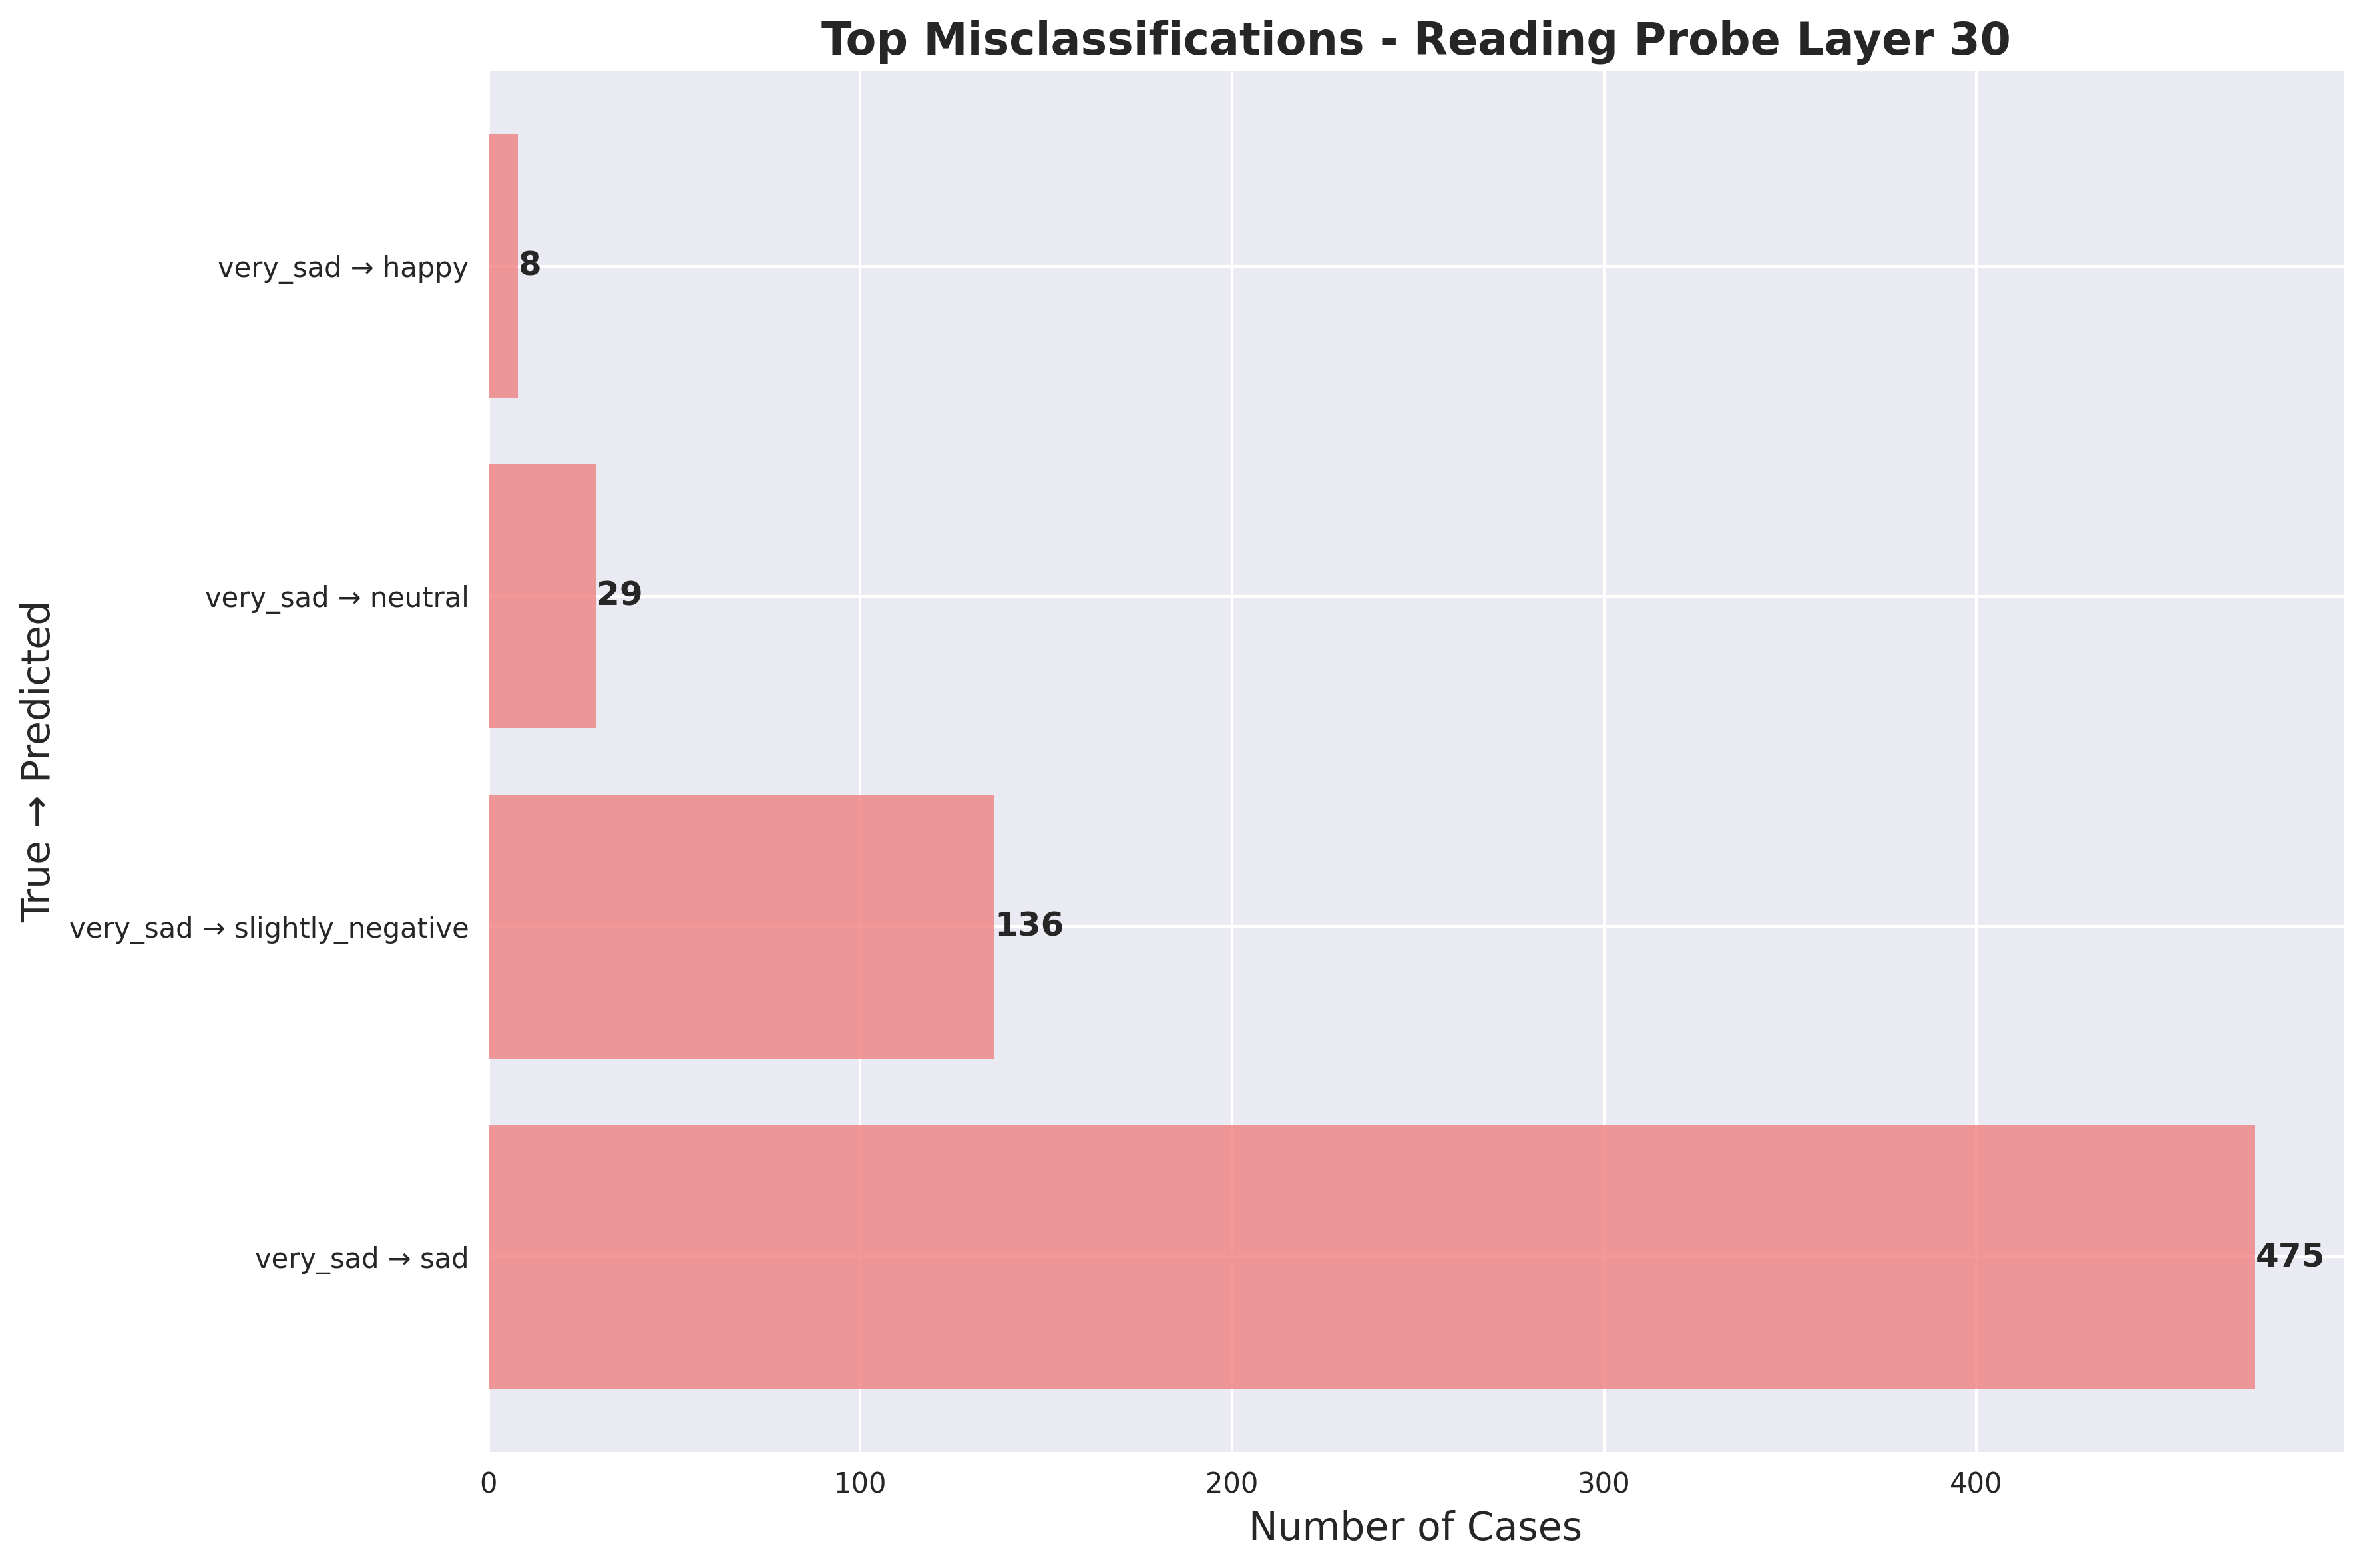 Top Misclassifications - Reading Probe Layer 30
True → Predicted
very_sad → happy
8
very_sad → neutral
29
very_sad → slightly_negative
136
very_sad → sad
475
0 100 200 300 400
Number of Cases